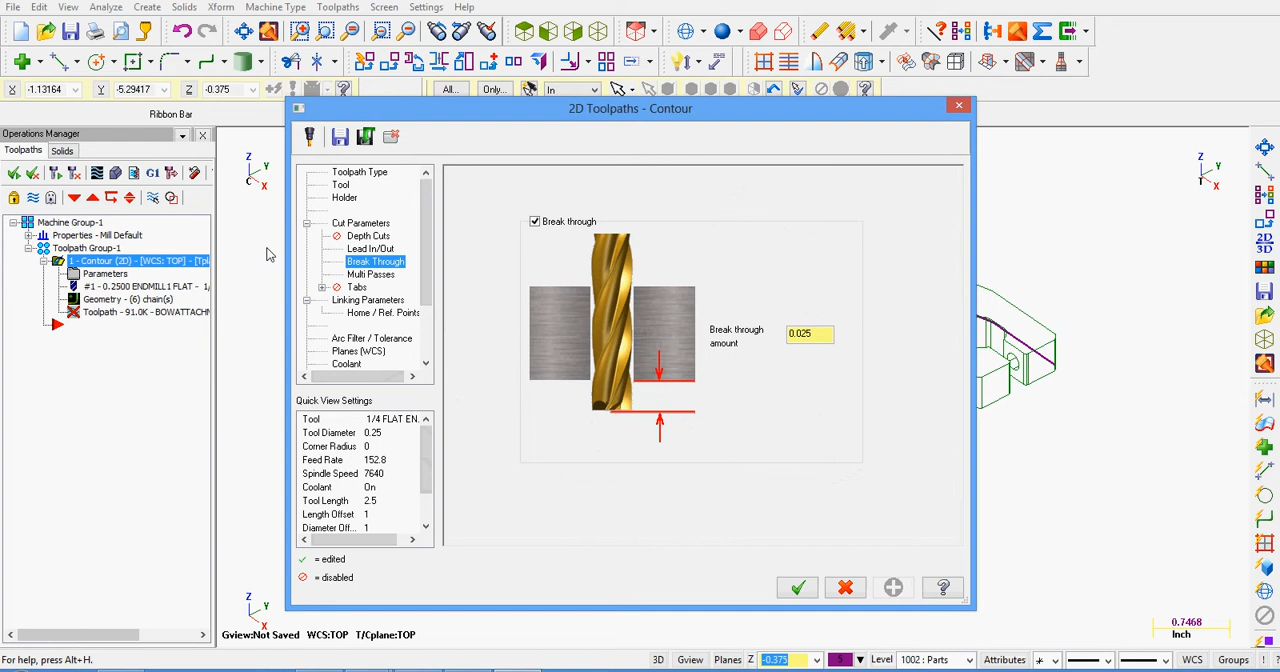 File Edit View Analyze Create Solids Xform Machine Type Toolpaths Screen Settings Help
X -1.13164 Y -5.29417 Z -0.375 All... Only... In
Ribbon Bar
2D Toolpaths - Contour
Operations Manager
Toolpaths Solids
G1
Machine Group-1
Properties - Mill Default
Toolpath Group-1
1 - Contour (2D) - [WCS: TOP] - [Tpl
Parameters
#1 - 0.2500 ENDMILL1 FLAT - 1/
Geometry - (6) chain(s)
Toolpath - 91.0K - BOWATTACHN
Toolpath Type
Tool
Holder
Cut Parameters
Depth Cuts
Lead In/Out
Break Through
Multi Passes
Tabs
Linking Parameters
Home / Ref. Points
Arc Filter / Tolerance
Planes (WCS)
Coolant
Quick View Settings
Tool 1/4 FLAT EN.
Tool Diameter 0.25
Corner Radius 0
Feed Rate 152.8
Spindle Speed 7640
Coolant On
Tool Length 2.5
Length Offset 1
Diameter Off... 1
= edited
= disabled
Break through
Break through
amount
0.025
Z Y X C
Z Y X T
Z Y X
2D
3D
Gview:Not Saved WCS:TOP T/Cplane:TOP
0.7468
Inch
For help, press Alt+H.
3D Gview Planes Z -0.375 5 Level 1002 : Parts Attributes WCS Groups